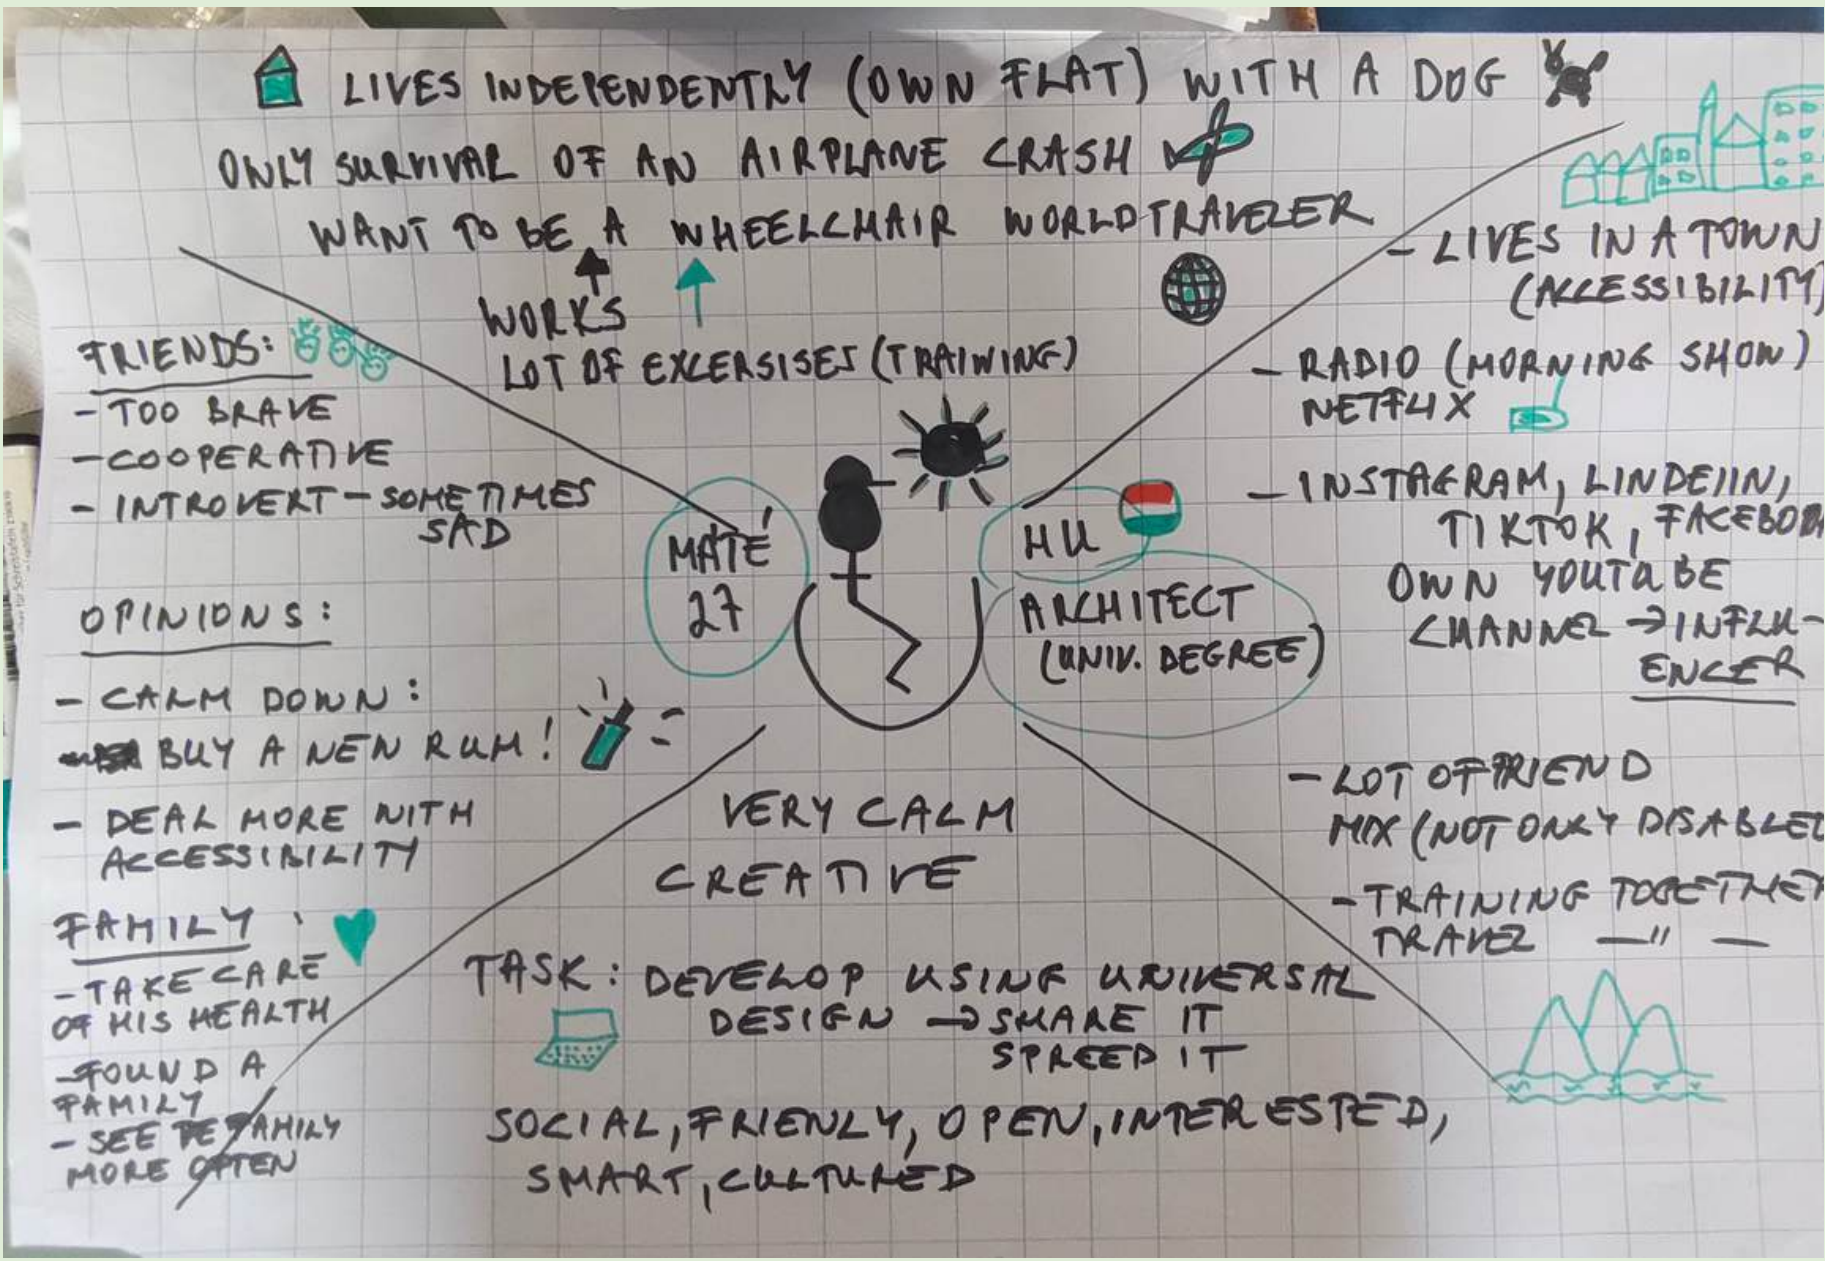 LIVES INDEPENDENTLY (OWN FLAT) WITH A DOG
ONLY SURVIVAL OF AN AIRPLANE CRASH
WANT TO BE A WHEELCHAIR WORLDTRAVELER
WORKS
LOT OF EXCERSISES (TRAINING)
FRIENDS:
- TOO BRAVE
- COOPERATIVE
- INTROVERT - SOMETIMES
SAD
OPINIONS:
- CALM DOWN:
BUY A NEW RUM!
- DEAL MORE WITH
ACCESSIBILITY
FAMILY:
- TAKE CARE
OF HIS HEALTH
- FOUND A
FAMILY
- SEE FAMILY
MORE OFTEN
MATÉ
27
HU
ARCHITECT
(UNIV. DEGREE)
- LIVES IN A TOWN
(ACCESSIBILITY)
- RADIO (MORNING SHOW)
NETFLIX
- INSTAGRAM, LINDEIIN,
TIKTOK, FACEBOOK
OWN YOUTUBE
CHANNEL → INFLU-
ENCER
- LOT OF FRIEND
MIX (NOT ONLY DISABLED
- TRAINING TOGETHER
TRAVEL — " —
VERY CALM
CREATIVE
TASK: DEVELOP USING UNIVERSAL
DESIGN → SHARE IT
SPREED IT
SOCIAL, FRIENLY, OPEN, INTERESTED,
SMART, CULTURED